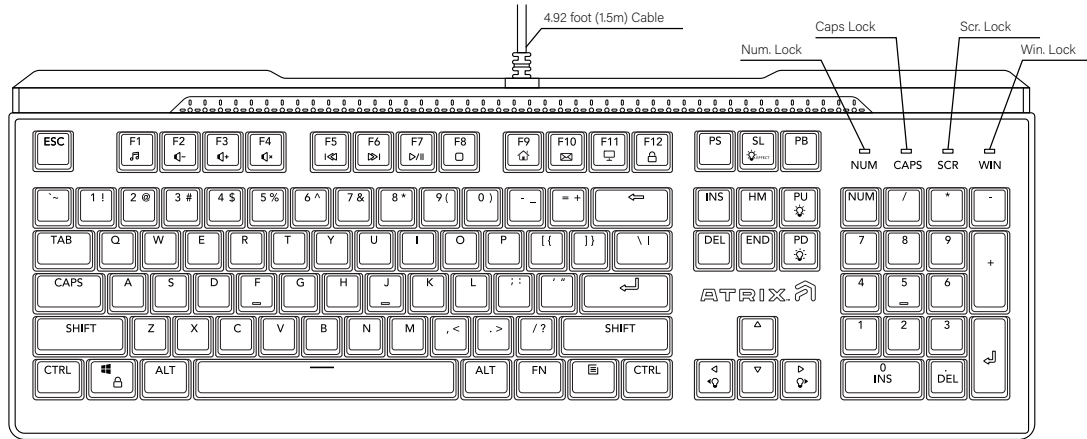 4.92 foot (1.5m) Cable
Caps Lock
Scr. Lock
Num. Lock
Win. Lock
ESC F1 F2 F3 F4 F5 F6 F7 F8 F9 F10 F11 F12 PS SL PB
EFFECT
NUM CAPS SCR WIN
` ~ 1 ! 2 @ 3 # 4 $ 5 % 6 ^ 7 & 8 * 9 ( 0 ) - _ = + INS HM PU NUM / * -
TAB Q W E R T Y U I O P [ { ] } \ | DEL END PD 7 8 9 +
CAPS A S D F G H J K L ; : ' " 4 5 6
ATRIX
SHIFT Z X C V B N M , < . > / ? SHIFT 1 2 3
CTRL ALT ALT FN CTRL 0 INS . DEL